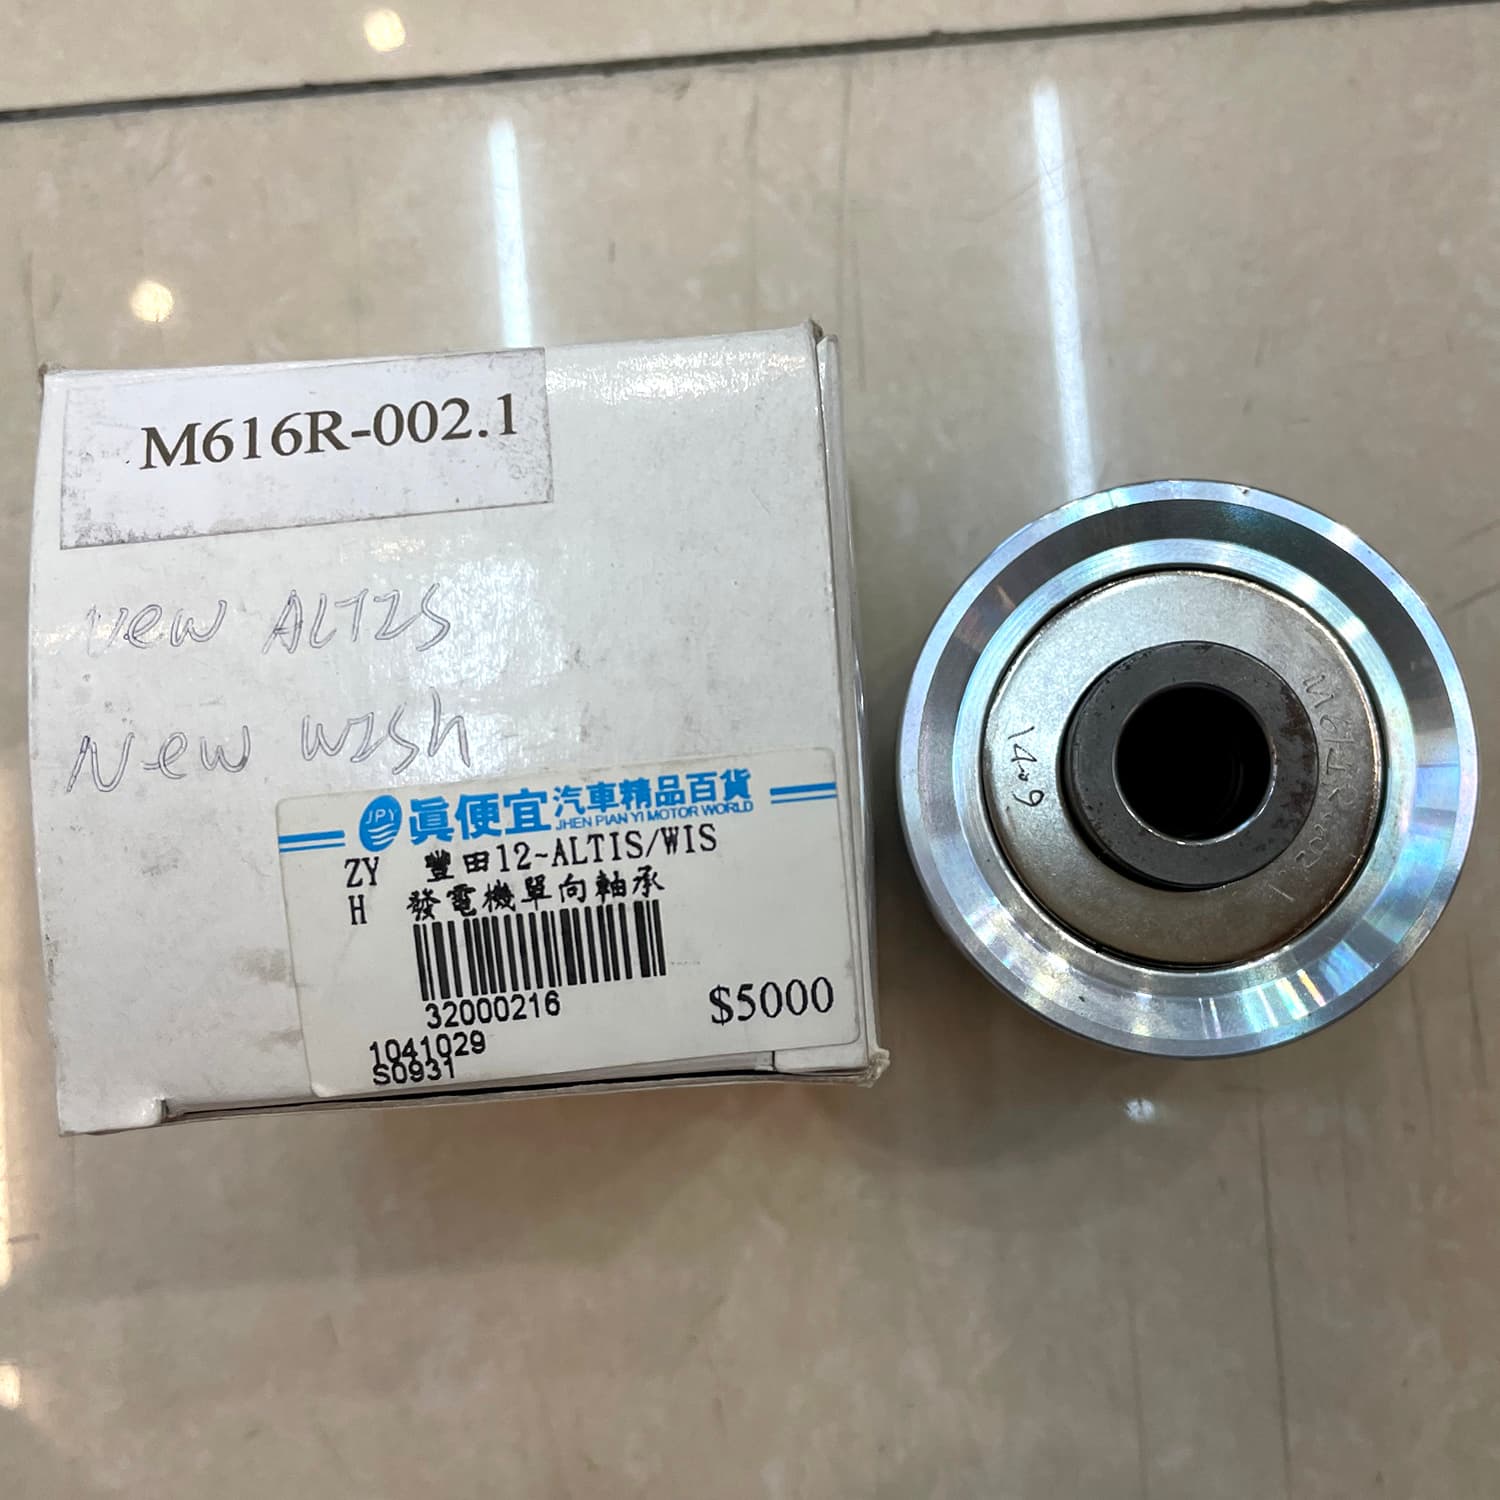 M616R-002.1
New ALTIS
New WISh
JPY 眞便宜汽車精品百貨
JHEN PIAN YI MOTOR WORLD
ZY 豐田12~ALTIS/WIS
H 發電機單向軸承
32000216
$5000
1041029
S0931
1409